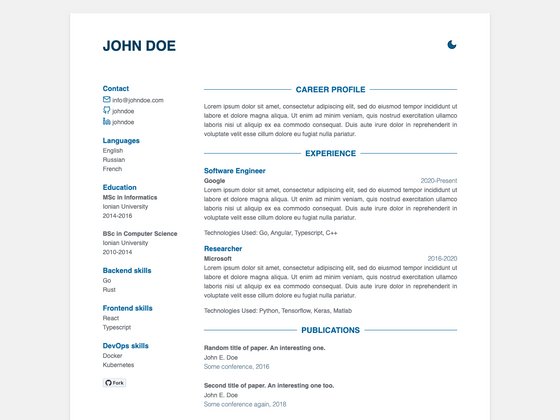 JOHN DOE
Contact
info@johndoe.com
johndoe
johndoe
Languages
English
Russian
French
Education
MSc in Informatics
Ionian University
2014-2016
BSc in Computer Science
Ionian University
2010-2014
Backend skills
Go
Rust
Frontend skills
React
Typescript
DevOps skills
Docker
Kubernetes
Fork
CAREER PROFILE
Lorem ipsum dolor sit amet, consectetur adipiscing elit, sed do eiusmod tempor incididunt ut
labore et dolore magna aliqua. Ut enim ad minim veniam, quis nostrud exercitation ullamco
laboris nisi ut aliquip ex ea commodo consequat. Duis aute irure dolor in reprehenderit in
voluptate velit esse cillum dolore eu fugiat nulla pariatur.
EXPERIENCE
Software Engineer
Google 2020-Present
Lorem ipsum dolor sit amet, consectetur adipiscing elit, sed do eiusmod tempor incididunt ut
labore et dolore magna aliqua. Ut enim ad minim veniam, quis nostrud exercitation ullamco
laboris nisi ut aliquip ex ea commodo consequat. Duis aute irure dolor in reprehenderit in
voluptate velit esse cillum dolore eu fugiat nulla pariatur.
Technologies Used: Go, Angular, Typescript, C++
Researcher
Microsoft 2016-2020
Lorem ipsum dolor sit amet, consectetur adipiscing elit, sed do eiusmod tempor incididunt ut
labore et dolore magna aliqua. Ut enim ad minim veniam, quis nostrud exercitation ullamco
laboris nisi ut aliquip ex ea commodo consequat. Duis aute irure dolor in reprehenderit in
voluptate velit esse cillum dolore eu fugiat nulla pariatur.
Technologies Used: Python, Tensorflow, Keras, Matlab
PUBLICATIONS
Random title of paper. An interesting one.
John E. Doe
Some conference, 2016
Second title of paper. An interesting one too.
John E. Doe
Some conference again, 2018